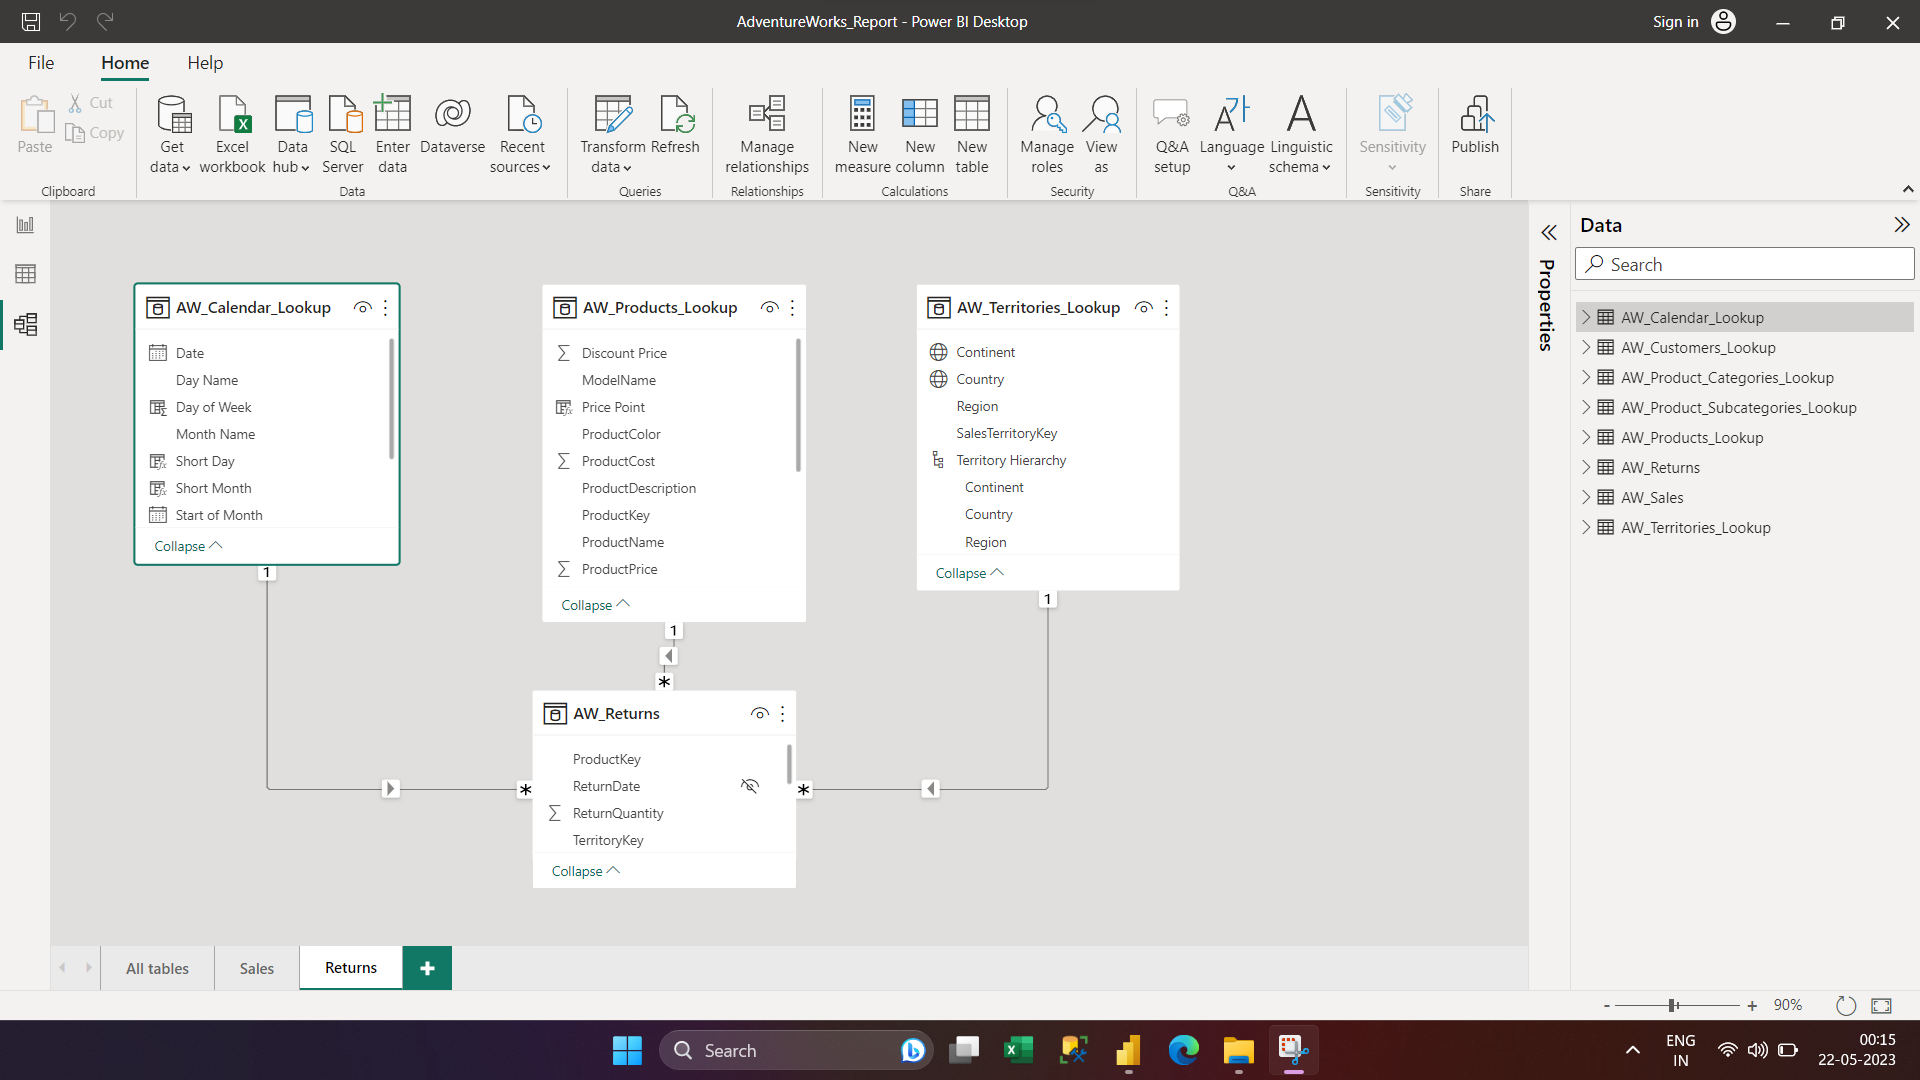 AdventureWorks_Report - Power BI Desktop
Sign in
File
Home
Help
Paste
Cut
Copy
Clipboard
Get data
Excel workbook
Data hub
SQL Server
Enter data
Dataverse
Recent sources
Data
Transform data
Refresh
Queries
Manage relationships
Relationships
New measure
New column
New table
Calculations
Manage roles
View as
Security
Q&A setup
Language
Linguistic schema
Q&A
Sensitivity
Sensitivity
Publish
Share
AW_Calendar_Lookup
Date
Day Name
Day of Week
Month Name
Short Day
Short Month
Start of Month
Collapse
1
AW_Products_Lookup
Discount Price
ModelName
Price Point
ProductColor
ProductCost
ProductDescription
ProductKey
ProductName
ProductPrice
Collapse
1
*
AW_Territories_Lookup
Continent
Country
Region
SalesTerritoryKey
Territory Hierarchy
Continent
Country
Region
Collapse
1
AW_Returns
ProductKey
ReturnDate
ReturnQuantity
TerritoryKey
Collapse
*
*
Properties
Data
Search
AW_Calendar_Lookup
AW_Customers_Lookup
AW_Product_Categories_Lookup
AW_Product_Subcategories_Lookup
AW_Products_Lookup
AW_Returns
AW_Sales
AW_Territories_Lookup
All tables
Sales
Returns
+
- + 90%
Search
ENG
IN
00:15
22-05-2023